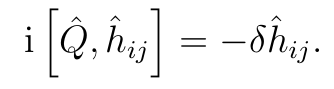 i [Q̂, ĥ_{ij}] = −δĥ_{ij}.